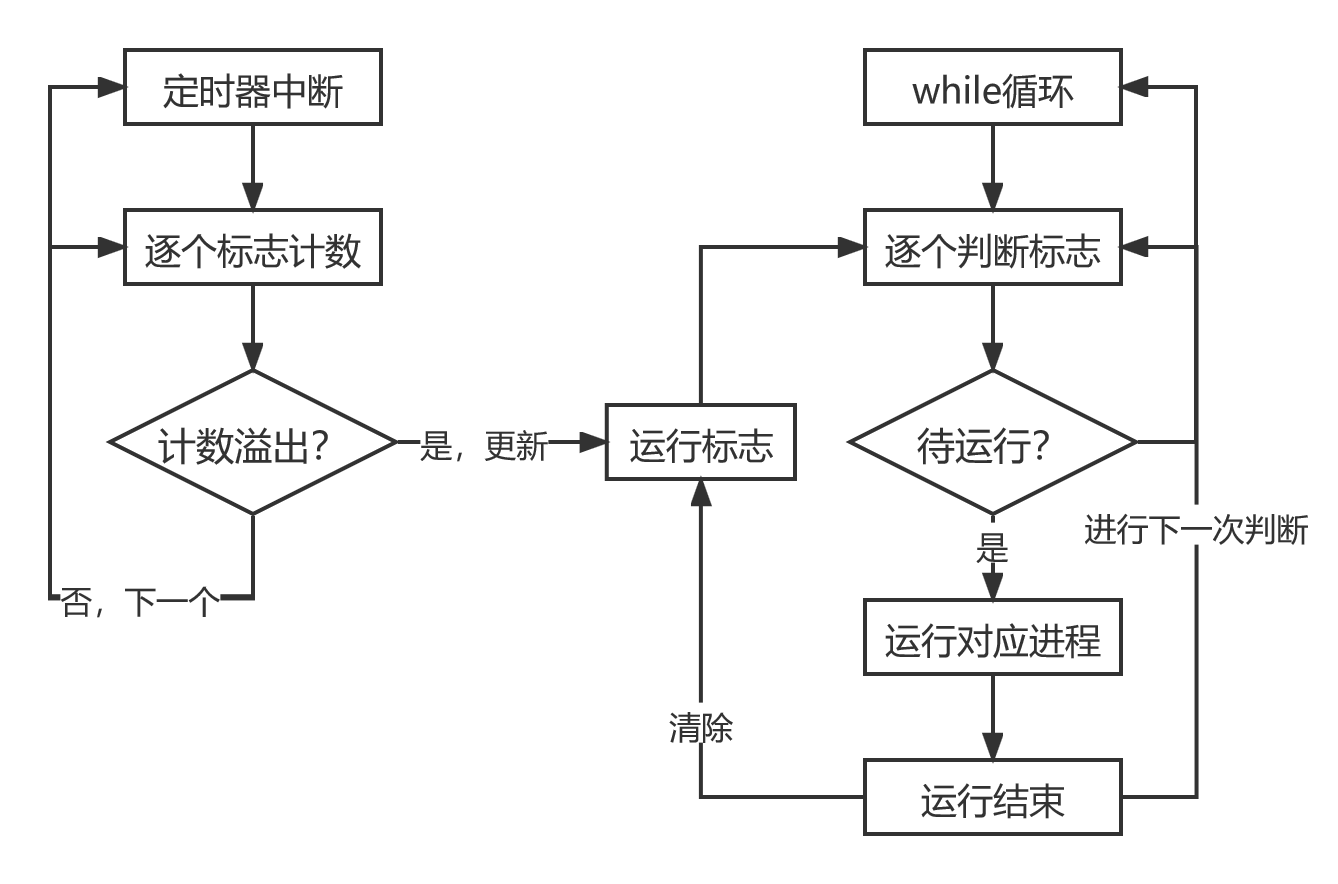 定时器中断
逐个标志计数
计数溢出？
是，更新
否，下一个
运行标志
清除
while循环
逐个判断标志
待运行？
是
进行下一次判断
运行对应进程
运行结束